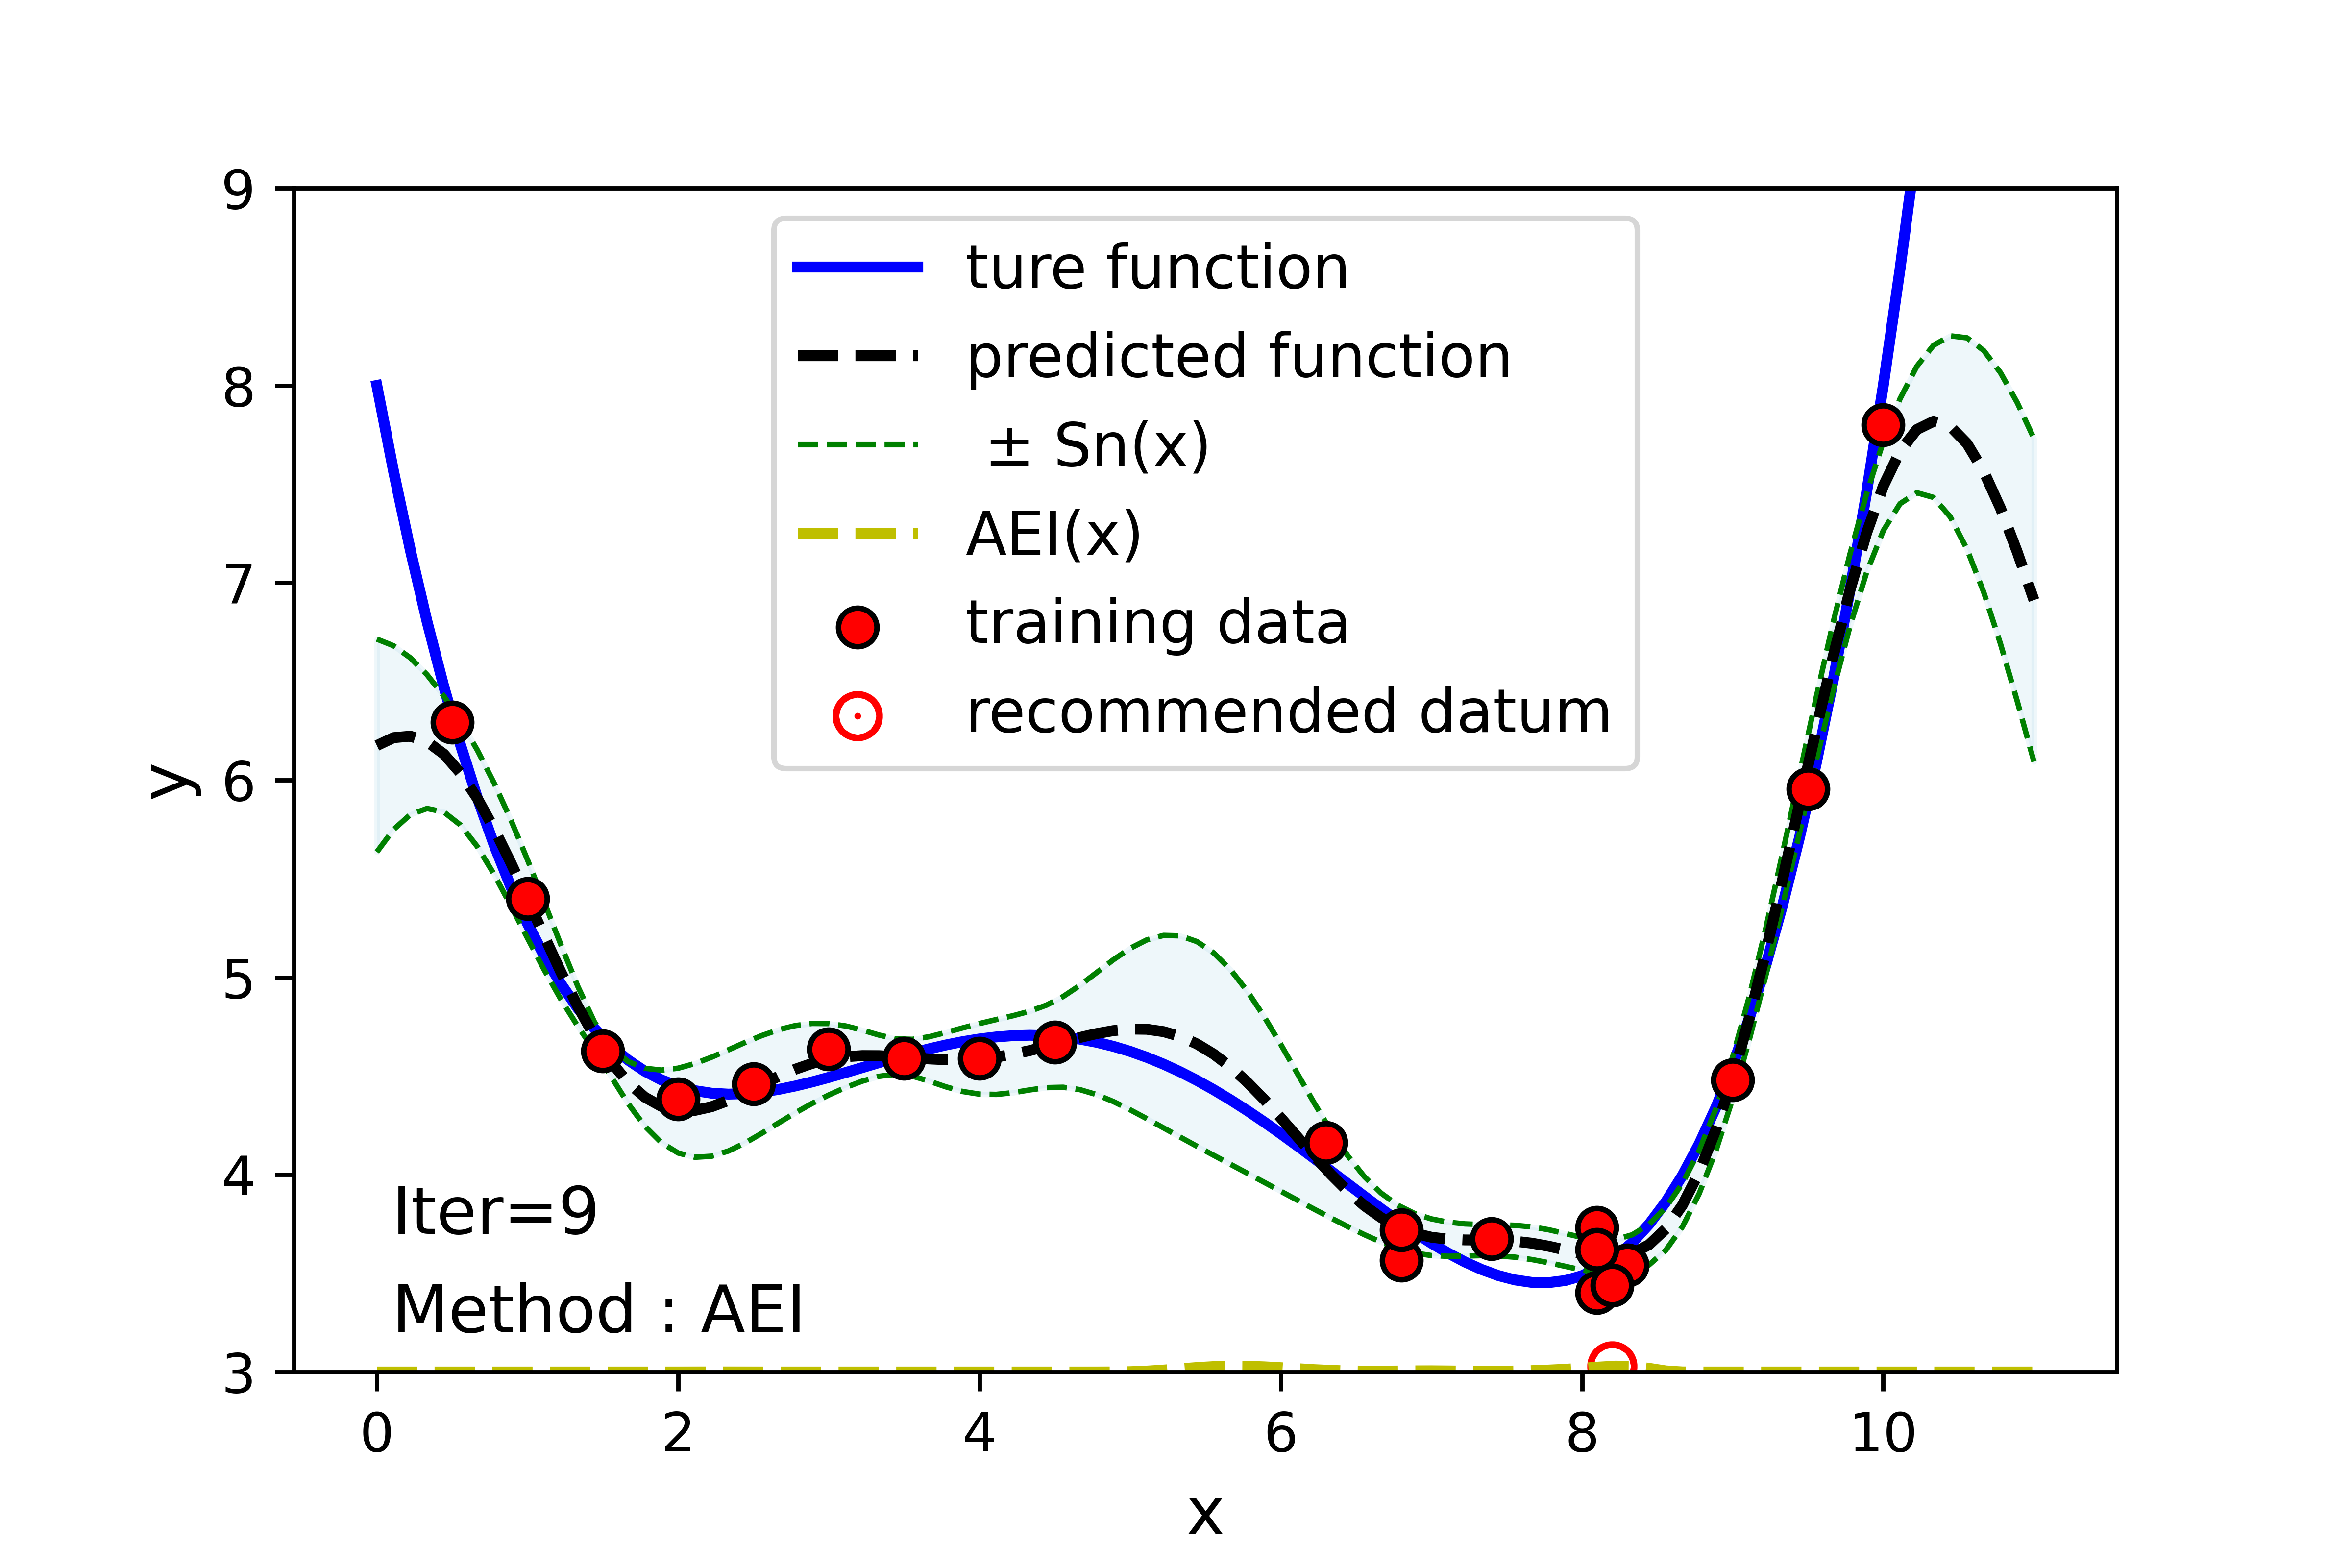 9
8
7
6
5
4
3
y
ture function
predicted function
± Sn(x)
AEI(x)
training data
recommended datum
Iter=9
Method : AEI
0 2 4 6 8 10
x